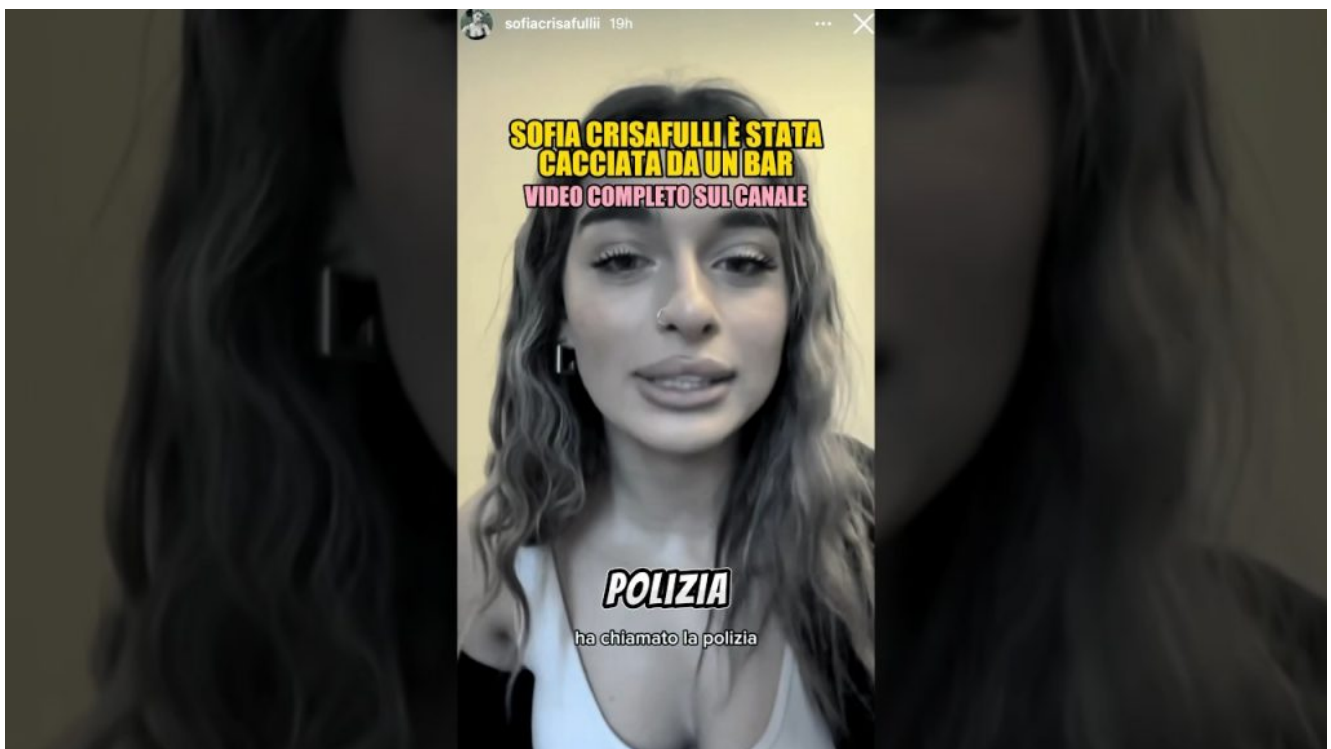 sofiacrisafullii 19h
SOFIA CRISAFULLI È STATA
CACCIATA DA UN BAR
VIDEO COMPLETO SUL CANALE
POLIZIA
ha chiamato la polizia